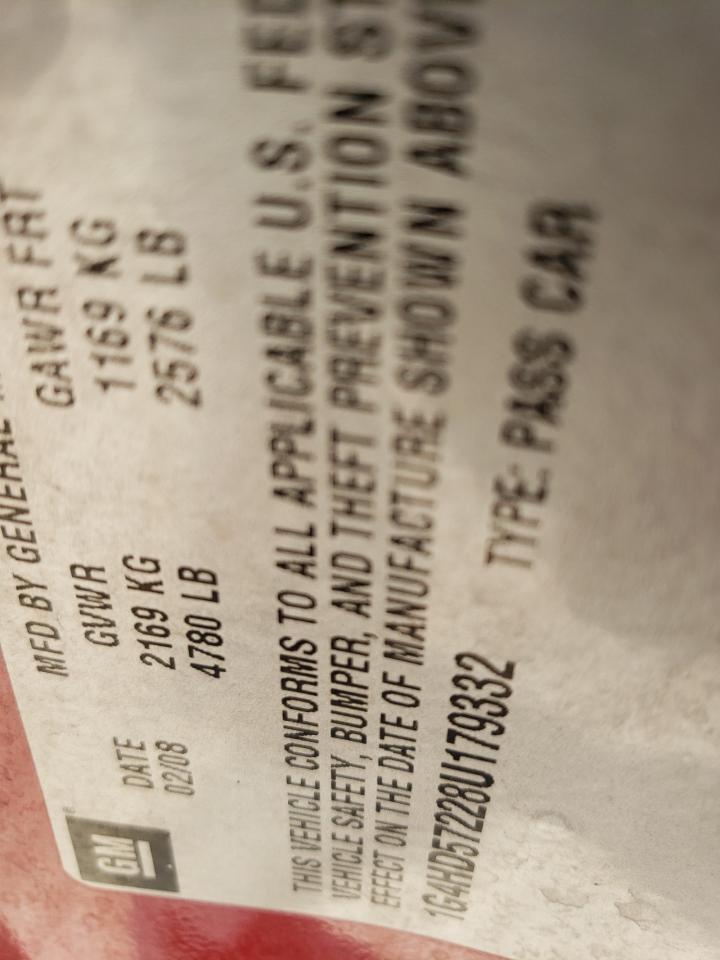 GM
MFD BY GENERAL
DATE GVWR GAWR FRT
02/08 2169 KG 1169 KG
4780 LB 2576 LB
THIS VEHICLE CONFORMS TO ALL APPLICABLE U.S. FED
VEHICLE SAFETY, BUMPER, AND THEFT PREVENTION ST
EFFECT ON THE DATE OF MANUFACTURE SHOWN ABOV
1G4HD57228U179332 TYPE: PASS CAR